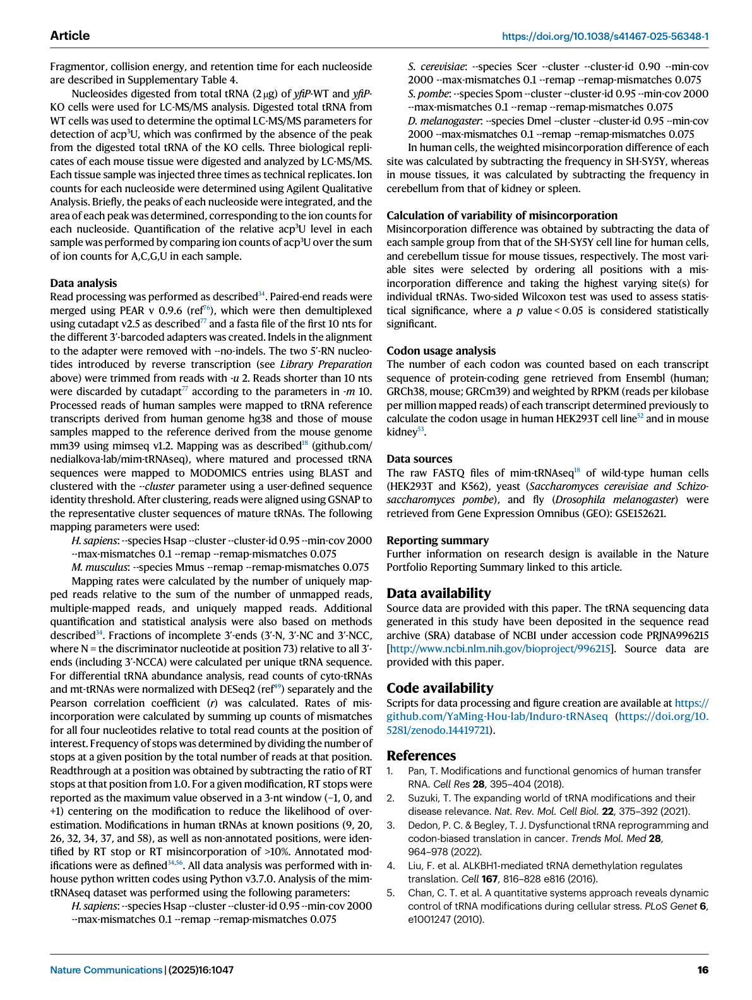 Article
https://doi.org/10.1038/s41467-025-56348-1
Fragmentor, collision energy, and retention time for each nucleoside
are described in Supplementary Table 4.
Nucleosides digested from total tRNA (2 μg) of yfiP-WT and yfiP-
KO cells were used for LC-MS/MS analysis. Digested total tRNA from
WT cells was used to determine the optimal LC-MS/MS parameters for
detection of acp³U, which was confirmed by the absence of the peak
from the digested total tRNA of the KO cells. Three biological repli-
cates of each mouse tissue were digested and analyzed by LC-MS/MS.
Each tissue sample was injected three times as technical replicates. Ion
counts for each nucleoside were determined using Agilent Qualitative
Analysis. Briefly, the peaks of each nucleoside were integrated, and the
area of each peak was determined, corresponding to the ion counts for
each nucleoside. Quantification of the relative acp³U level in each
sample was performed by comparing ion counts of acp³U over the sum
of ion counts for A,C,G,U in each sample.
Data analysis
Read processing was performed as described³⁴. Paired-end reads were
merged using PEAR v 0.9.6 (ref⁷⁶), which were then demultiplexed
using cutadapt v2.5 as described⁷⁷ and a fasta file of the first 10 nts for
the different 3′-barcoded adapters was created. Indels in the alignment
to the adapter were removed with --no-indels. The two 5′-RN nucleo-
tides introduced by reverse transcription (see Library Preparation
above) were trimmed from reads with -u 2. Reads shorter than 10 nts
were discarded by cutadapt⁷⁷ according to the parameters in -m 10.
Processed reads of human samples were mapped to tRNA reference
transcripts derived from human genome hg38 and those of mouse
samples mapped to the reference derived from the mouse genome
mm39 using mimseq v1.2. Mapping was as described¹⁸ (github.com/
nedialkova-lab/mim-tRNAseq), where matured and processed tRNA
sequences were mapped to MODOMICS entries using BLAST and
clustered with the --cluster parameter using a user-defined sequence
identity threshold. After clustering, reads were aligned using GSNAP to
the representative cluster sequences of mature tRNAs. The following
mapping parameters were used:
H. sapiens: --species Hsap --cluster --cluster-id 0.95 --min-cov 2000
--max-mismatches 0.1 --remap --remap-mismatches 0.075
M. musculus: --species Mmus --remap --remap-mismatches 0.075
Mapping rates were calculated by the number of uniquely map-
ped reads relative to the sum of the number of unmapped reads,
multiple-mapped reads, and uniquely mapped reads. Additional
quantification and statistical analysis were also based on methods
described³⁴. Fractions of incomplete 3′-ends (3′-N, 3′-NC and 3′-NCC,
where N = the discriminator nucleotide at position 73) relative to all 3′-
ends (including 3′-NCCA) were calculated per unique tRNA sequence.
For differential tRNA abundance analysis, read counts of cyto-tRNAs
and mt-tRNAs were normalized with DESeq2 (ref⁴⁹) separately and the
Pearson correlation coefficient (r) was calculated. Rates of mis-
incorporation were calculated by summing up counts of mismatches
for all four nucleotides relative to total read counts at the position of
interest. Frequency of stops was determined by dividing the number of
stops at a given position by the total number of reads at that position.
Readthrough at a position was obtained by subtracting the ratio of RT
stops at that position from 1.0. For a given modification, RT stops were
reported as the maximum value observed in a 3-nt window (−1, 0, and
+1) centering on the modification to reduce the likelihood of over-
estimation. Modifications in human tRNAs at known positions (9, 20,
26, 32, 34, 37, and 58), as well as non-annotated positions, were iden-
tified by RT stop or RT misincorporation of >10%. Annotated mod-
ifications were as defined³⁴,⁵⁶. All data analysis was performed with in-
house python written codes using Python v3.7.0. Analysis of the mim-
tRNAseq dataset was performed using the following parameters:
H. sapiens: --species Hsap --cluster --cluster-id 0.95 --min-cov 2000
--max-mismatches 0.1 --remap --remap-mismatches 0.075
S. cerevisiae: --species Scer --cluster --cluster-id 0.90 --min-cov
2000 --max-mismatches 0.1 --remap --remap-mismatches 0.075
S. pombe: --species Spom --cluster --cluster-id 0.95 --min-cov 2000
--max-mismatches 0.1 --remap --remap-mismatches 0.075
D. melanogaster: --species Dmel --cluster --cluster-id 0.95 --min-cov
2000 --max-mismatches 0.1 --remap --remap-mismatches 0.075
In human cells, the weighted misincorporation difference of each
site was calculated by subtracting the frequency in SH-SY5Y, whereas
in mouse tissues, it was calculated by subtracting the frequency in
cerebellum from that of kidney or spleen.
Calculation of variability of misincorporation
Misincorporation difference was obtained by subtracting the data of
each sample group from that of the SH-SY5Y cell line for human cells,
and cerebellum tissue for mouse tissues, respectively. The most vari-
able sites were selected by ordering all positions with a mis-
incorporation difference and taking the highest varying site(s) for
individual tRNAs. Two-sided Wilcoxon test was used to assess statis-
tical significance, where a p value < 0.05 is considered statistically
significant.
Codon usage analysis
The number of each codon was counted based on each transcript
sequence of protein-coding gene retrieved from Ensembl (human;
GRCh38, mouse; GRCm39) and weighted by RPKM (reads per kilobase
per million mapped reads) of each transcript determined previously to
calculate the codon usage in human HEK293T cell line⁵² and in mouse
kidney⁵³.
Data sources
The raw FASTQ files of mim-tRNAseq¹⁸ of wild-type human cells
(HEK293T and K562), yeast (Saccharomyces cerevisiae and Schizo-
saccharomyces pombe), and fly (Drosophila melanogaster) were
retrieved from Gene Expression Omnibus (GEO): GSE152621.
Reporting summary
Further information on research design is available in the Nature
Portfolio Reporting Summary linked to this article.
Data availability
Source data are provided with this paper. The tRNA sequencing data
generated in this study have been deposited in the sequence read
archive (SRA) database of NCBI under accession code PRJNA996215
[http://www.ncbi.nlm.nih.gov/bioproject/996215]. Source data are
provided with this paper.
Code availability
Scripts for data processing and figure creation are available at https://
github.com/YaMing-Hou-lab/Induro-tRNAseq (https://doi.org/10.
5281/zenodo.14419721).
References
1. Pan, T. Modifications and functional genomics of human transfer
RNA. Cell Res 28, 395–404 (2018).
2. Suzuki, T. The expanding world of tRNA modifications and their
disease relevance. Nat. Rev. Mol. Cell Biol. 22, 375–392 (2021).
3. Dedon, P. C. & Begley, T. J. Dysfunctional tRNA reprogramming and
codon-biased translation in cancer. Trends Mol. Med 28,
964–978 (2022).
4. Liu, F. et al. ALKBH1-mediated tRNA demethylation regulates
translation. Cell 167, 816–828 e816 (2016).
5. Chan, C. T. et al. A quantitative systems approach reveals dynamic
control of tRNA modifications during cellular stress. PLoS Genet 6,
e1001247 (2010).
Nature Communications | (2025)16:1047
16